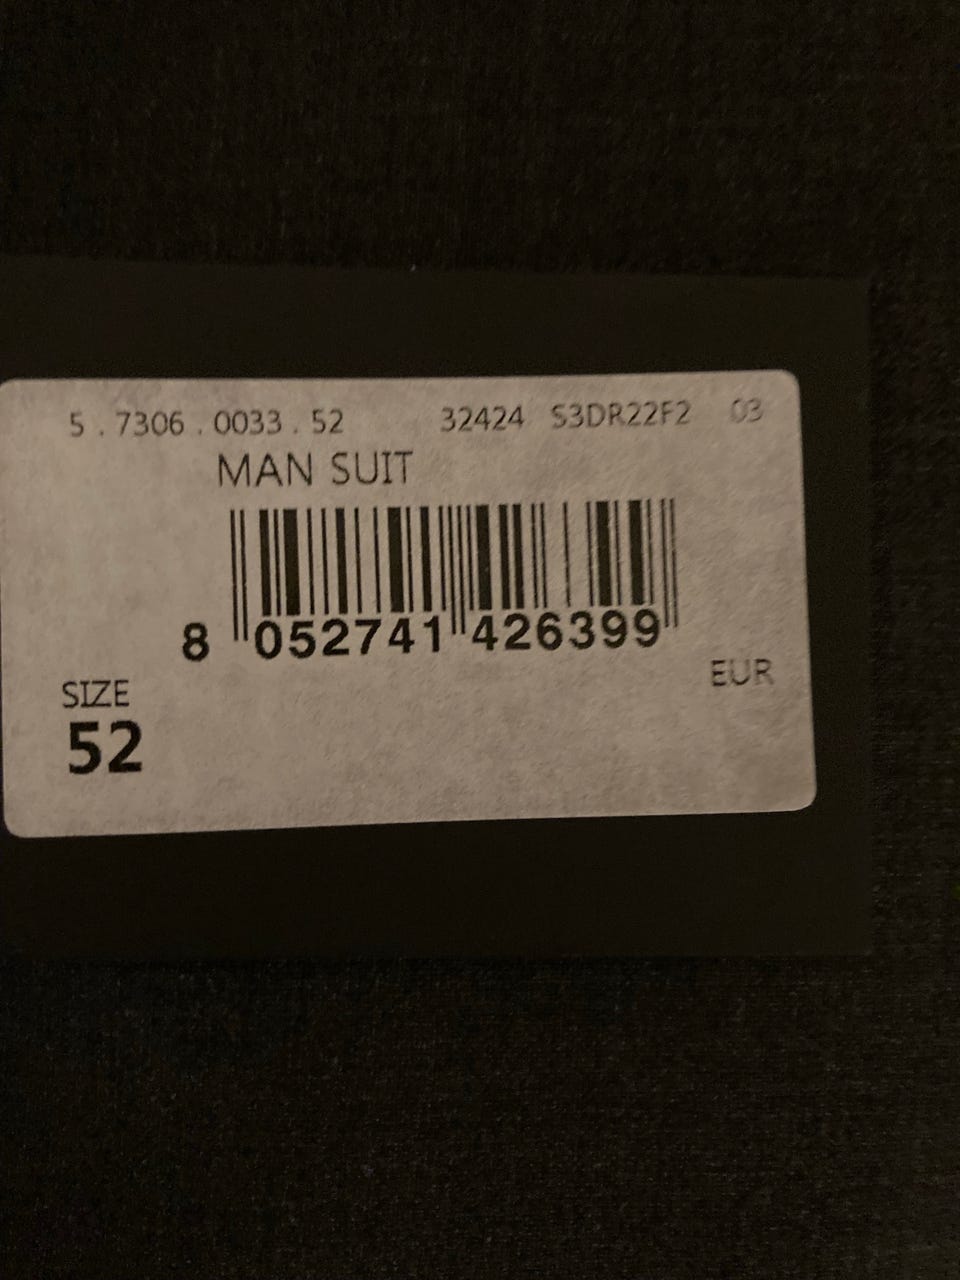 5 . 7306 . 0033 . 52 32424 S3DR22F2 03
MAN SUIT
8 052741 426399
EUR
SIZE
52